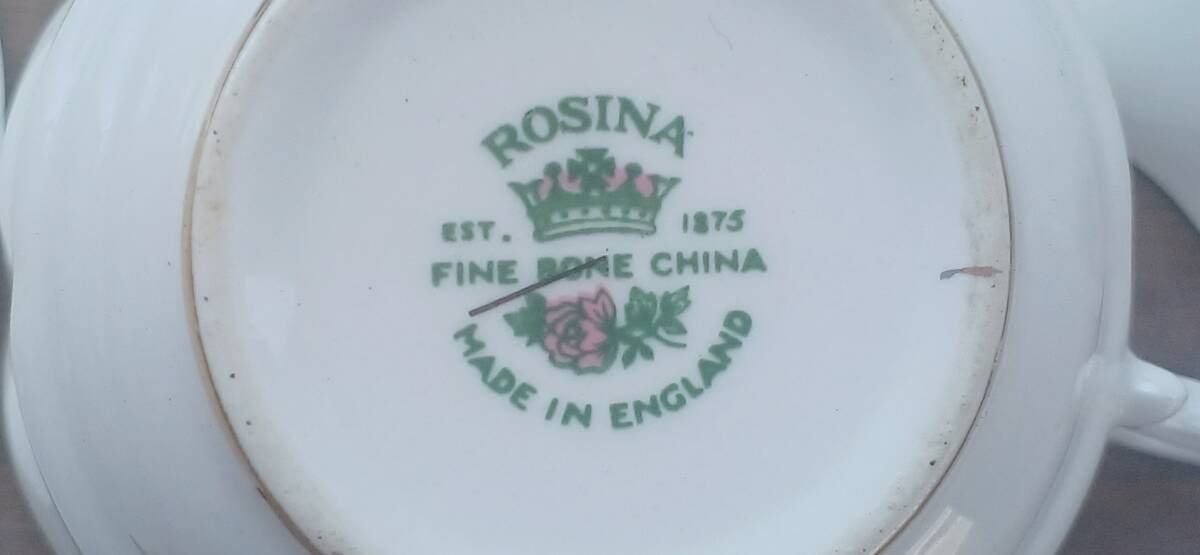 ROSINA
EST. 1875
FINE BONE CHINA
MADE IN ENGLAND